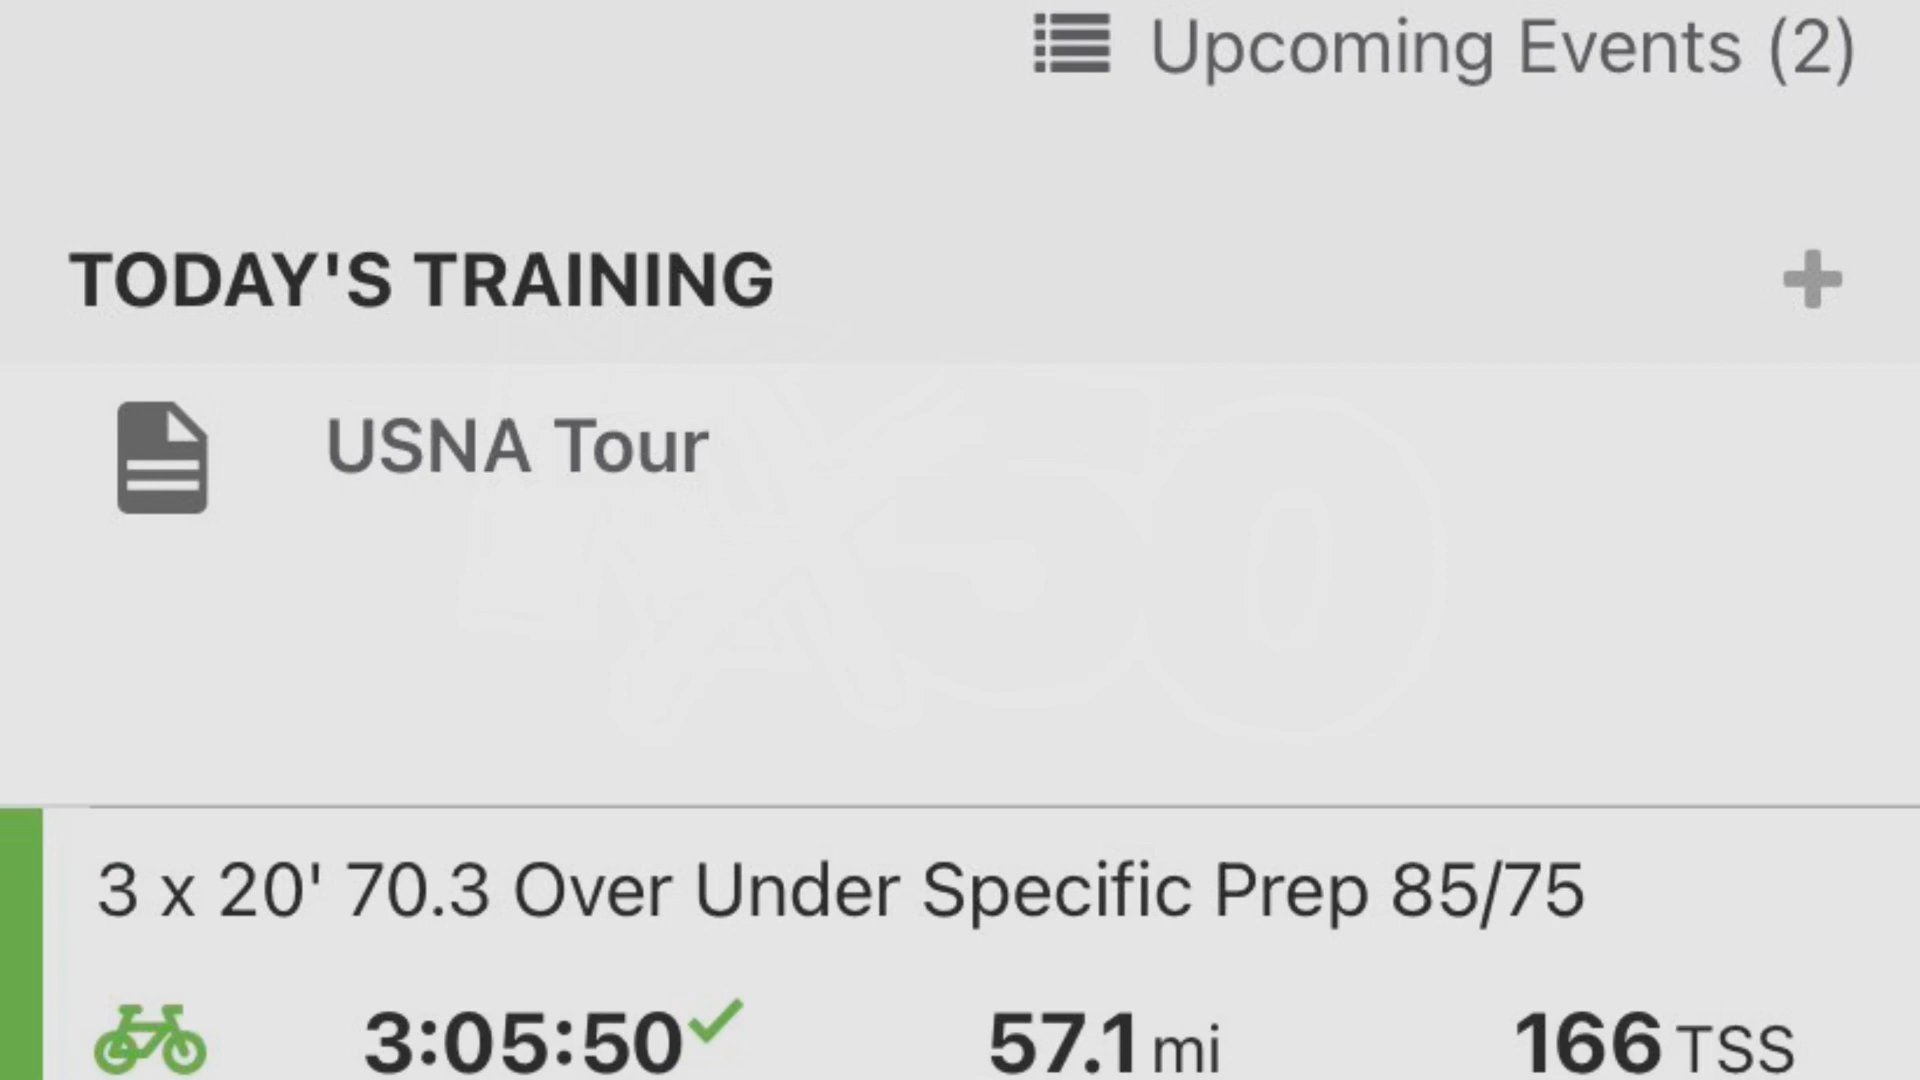 Upcoming Events (2)
TODAY'S TRAINING
USNA Tour
3 x 20' 70.3 Over Under Specific Prep 85/75
3:05:50 57.1 mi 166 TSS